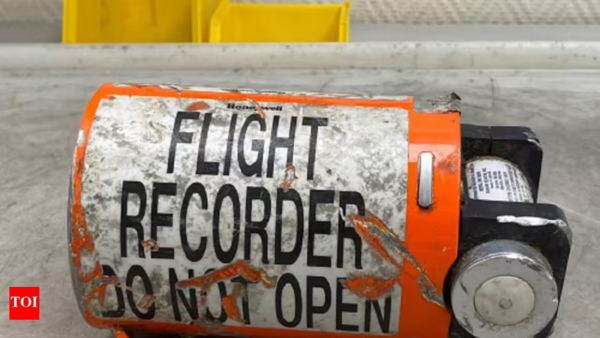 Honeywell
FLIGHT
RECORDER
DO NOT OPEN
TOI